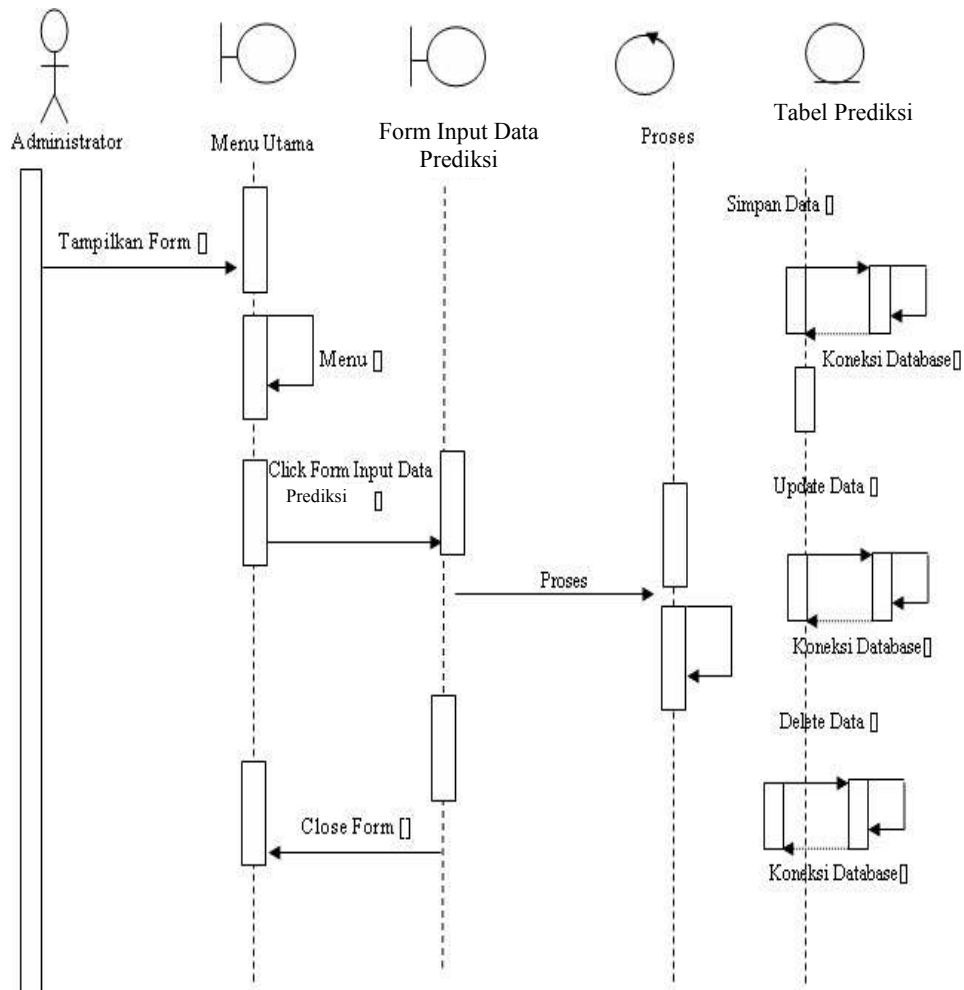 Administrator
Menu Utama
Form Input Data
Prediksi
Proses
Tabel Prediksi
Simpan Data []
Tampilkan Form []
Menu []
Koneksi Database[]
Click Form Input Data
Prediksi []
Update Data []
Proses
Koneksi Database[]
Delete Data []
Close Form []
Koneksi Database[]